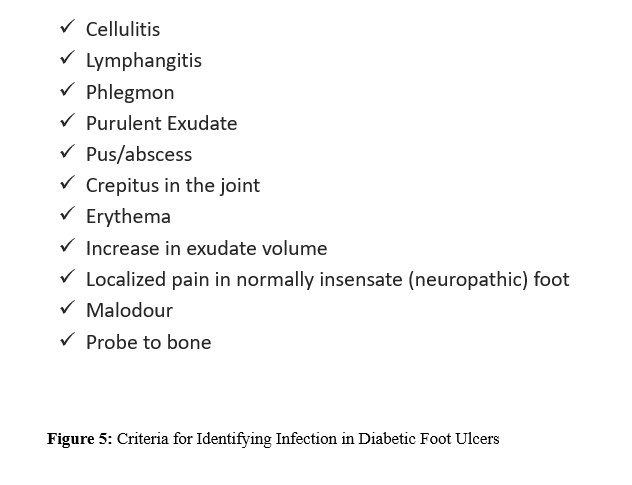 ✓ Cellulitis
✓ Lymphangitis
✓ Phlegmon
✓ Purulent Exudate
✓ Pus/abscess
✓ Crepitus in the joint
✓ Erythema
✓ Increase in exudate volume
✓ Localized pain in normally insensate (neuropathic) foot
✓ Malodour
✓ Probe to bone
Figure 5: Criteria for Identifying Infection in Diabetic Foot Ulcers